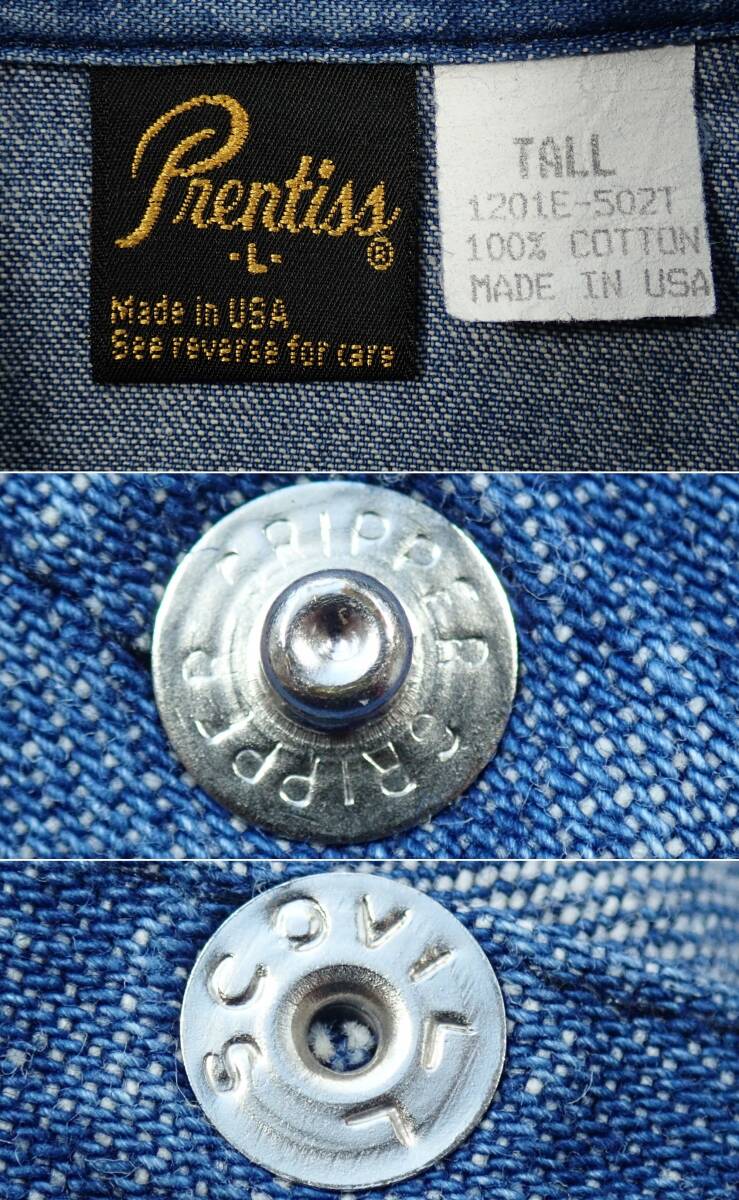 Prentiss
-L- ®
Made in USA
See reverse for care
TALL
1201E-502T
100% COTTON
MADE IN USA
GRIPPER GRIPPER
SCOVILL